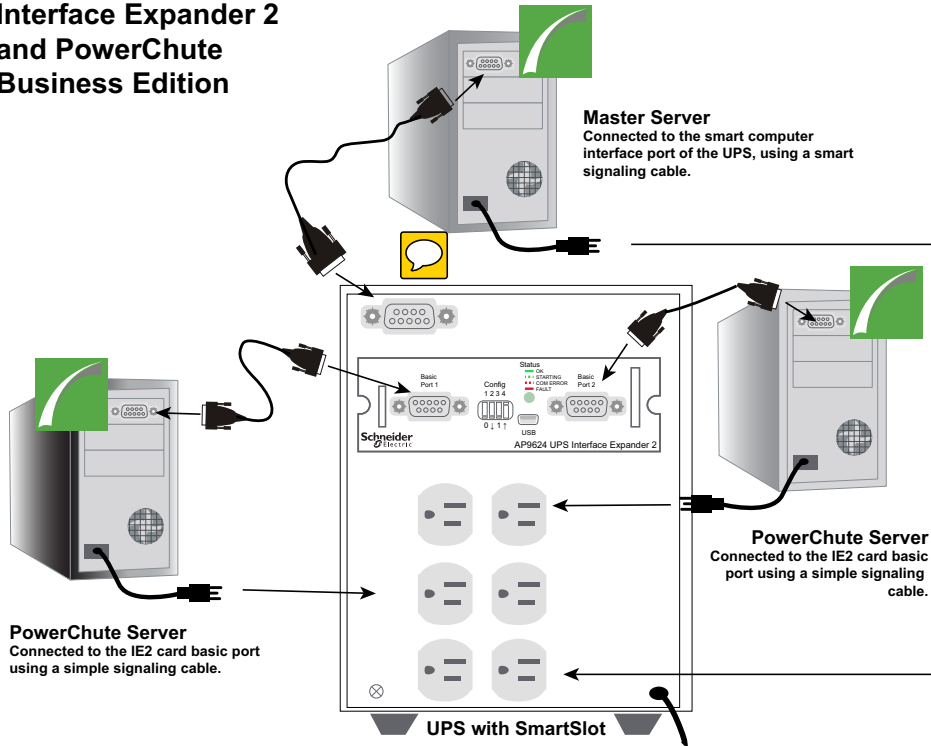 Interface Expander 2
and PowerChute
Business Edition
Master Server
Connected to the smart computer
interface port of the UPS, using a smart
signaling cable.
Basic
Port 1
Config
1 2 3 4
0 ↓ 1 ↑
Status
OK
STARTING
COM ERROR
FAULT
USB
Basic
Port 2
Schneider
Electric
AP9624 UPS Interface Expander 2
PowerChute Server
Connected to the IE2 card basic
port using a simple signaling
cable.
PowerChute Server
Connected to the IE2 card basic port
using a simple signaling cable.
UPS with SmartSlot